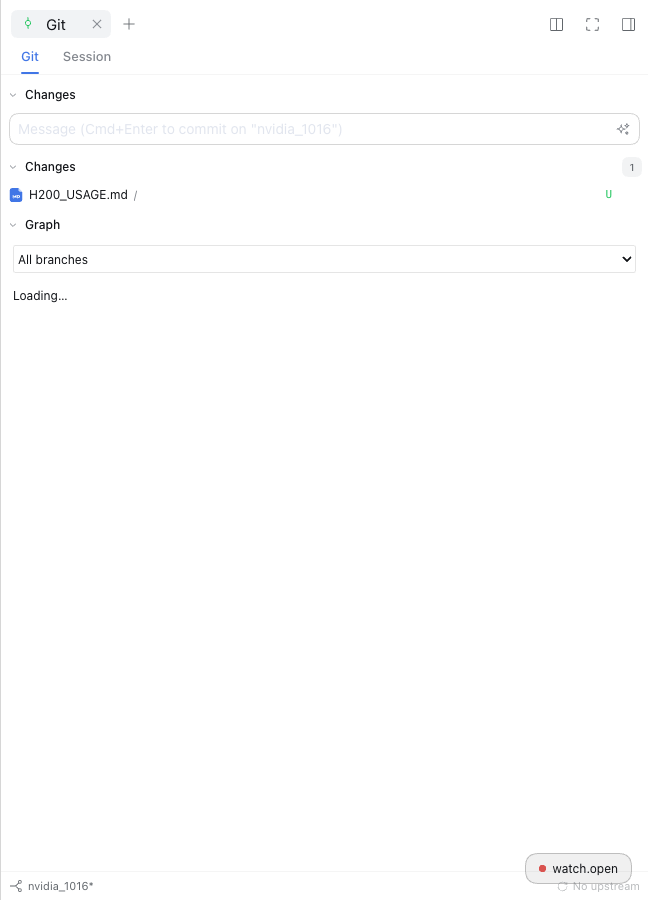 Git
Git Session
Changes
Message (Cmd+Enter to commit on "nvidia_1016")
Changes 1
H200_USAGE.md / U
Graph
All branches
Loading...
watch.open
nvidia_1016* No upstream